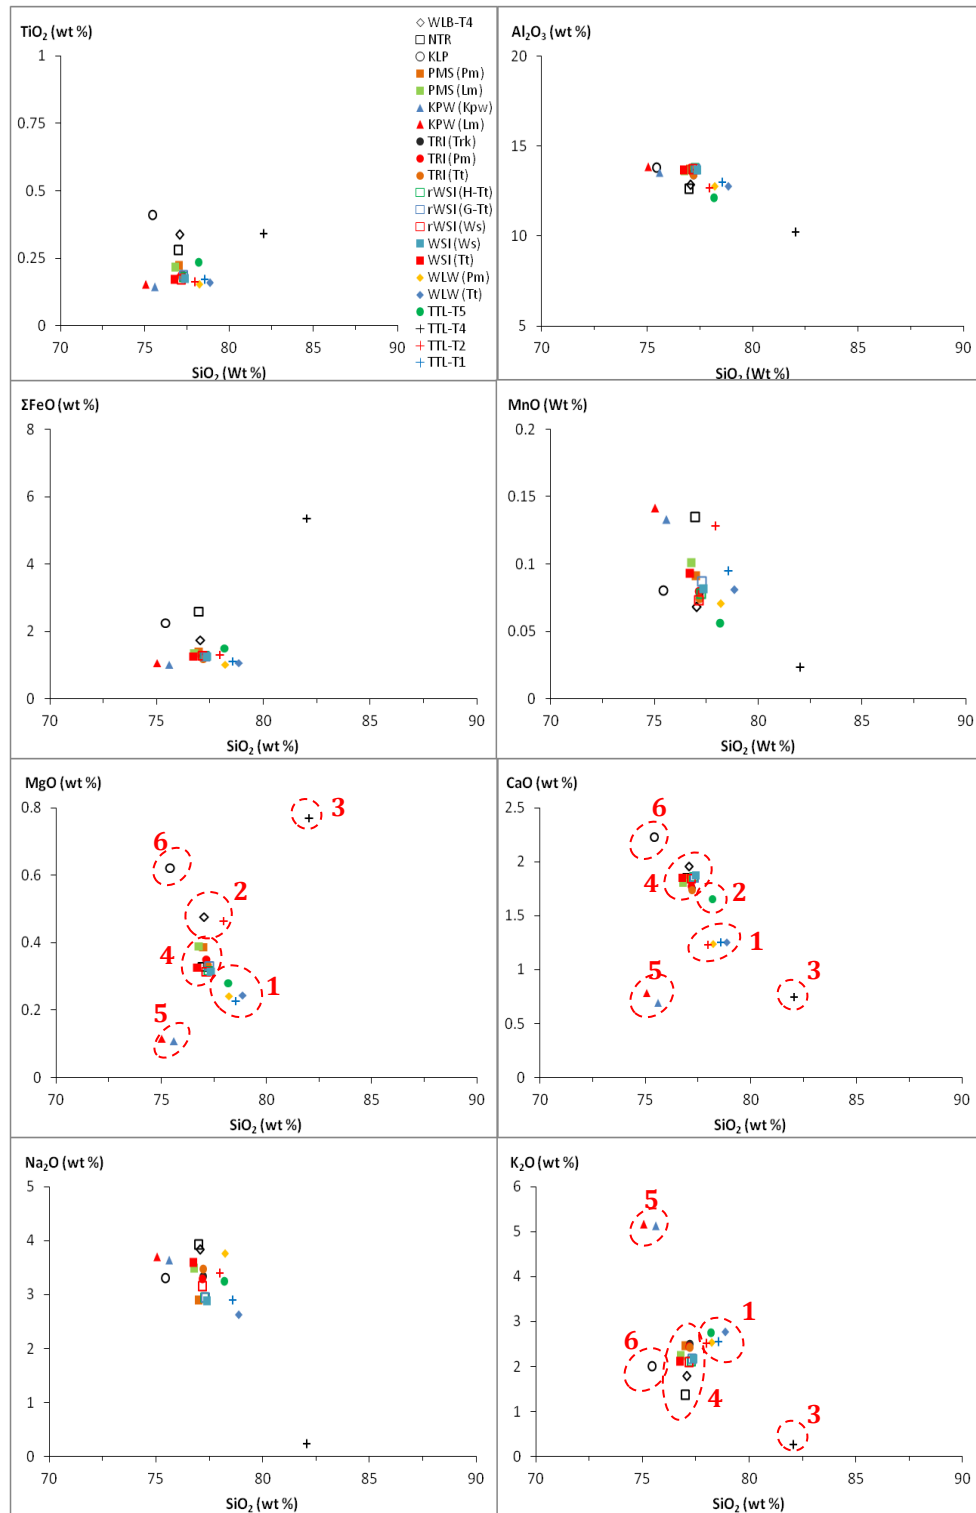 TiO₂ (wt %)
1
0.75
0.5
0.25
0
70
75
80
85
90
SiO₂ (Wt %)
WLB-T4
NTR
KLP
PMS (Pm)
PMS (Lm)
KPW (Kpw)
KPW (Lm)
TRI (Trk)
TRI (Pm)
TRI (Tt)
rWSI (H-Tt)
rWSI (G-Tt)
rWSI (Ws)
WSI (Ws)
WSI (Tt)
WLW (Pm)
WLW (Tt)
TTL-T5
TTL-T4
TTL-T2
TTL-T1
Al₂O₃ (wt %)
20
15
10
5
70
75
80
85
90
SiO₂ (Wt %)
ΣFeO (wt %)
8
6
4
2
0
70
75
80
85
90
SiO₂ (wt %)
MnO (Wt %)
0.2
0.15
0.1
0.05
0
70
75
80
85
90
SiO₂ (Wt %)
MgO (wt %)
0.8
0.6
0.4
0.2
0
3
6
2
4
1
5
70
75
80
85
90
SiO₂ (wt %)
CaO (wt %)
2.5
2
1.5
1
0.5
0
6
4
2
1
5
3
70
75
80
85
90
SiO₂ (wt %)
Na₂O (wt %)
5
4
3
2
1
0
70
75
80
85
90
SiO₂ (wt %)
K₂O (wt %)
6
5
4
3
2
1
0
5
1
6
4
3
70
75
80
85
90
SiO₂ (wt %)